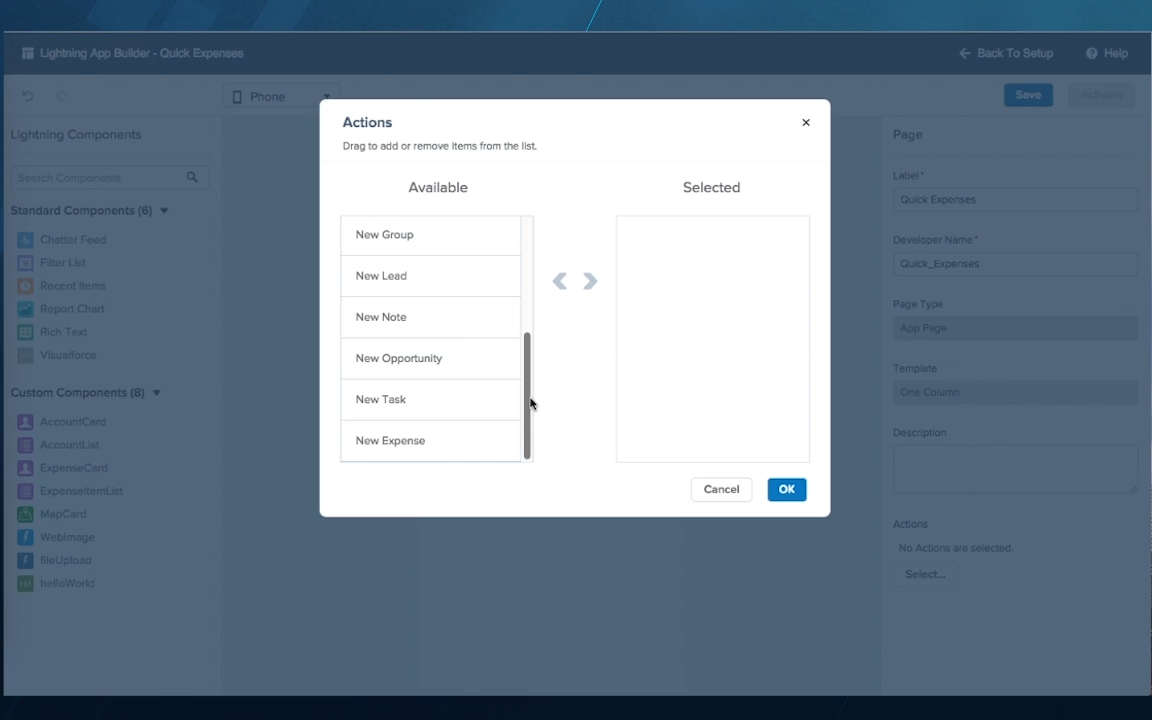 Lightning App Builder - Quick Expenses
Back To Setup
Help
Phone
Save
Activate
Lightning Components
Search Components
Standard Components (6)
Chatter Feed
Filter List
Recent Items
Report Chart
Rich Text
Visualforce
Custom Components (8)
AccountCard
AccountList
ExpenseCard
ExpenseItemList
MapCard
WebImage
fileUpload
helloWorld
Actions
Drag to add or remove items from the list.
Available
Selected
New Group
New Lead
New Note
New Opportunity
New Task
New Expense
Cancel
OK
Page
Label*
Quick Expenses
Developer Name*
Quick_Expenses
Page Type
App Page
Template
One Column
Description
Actions
No Actions are selected.
Select...